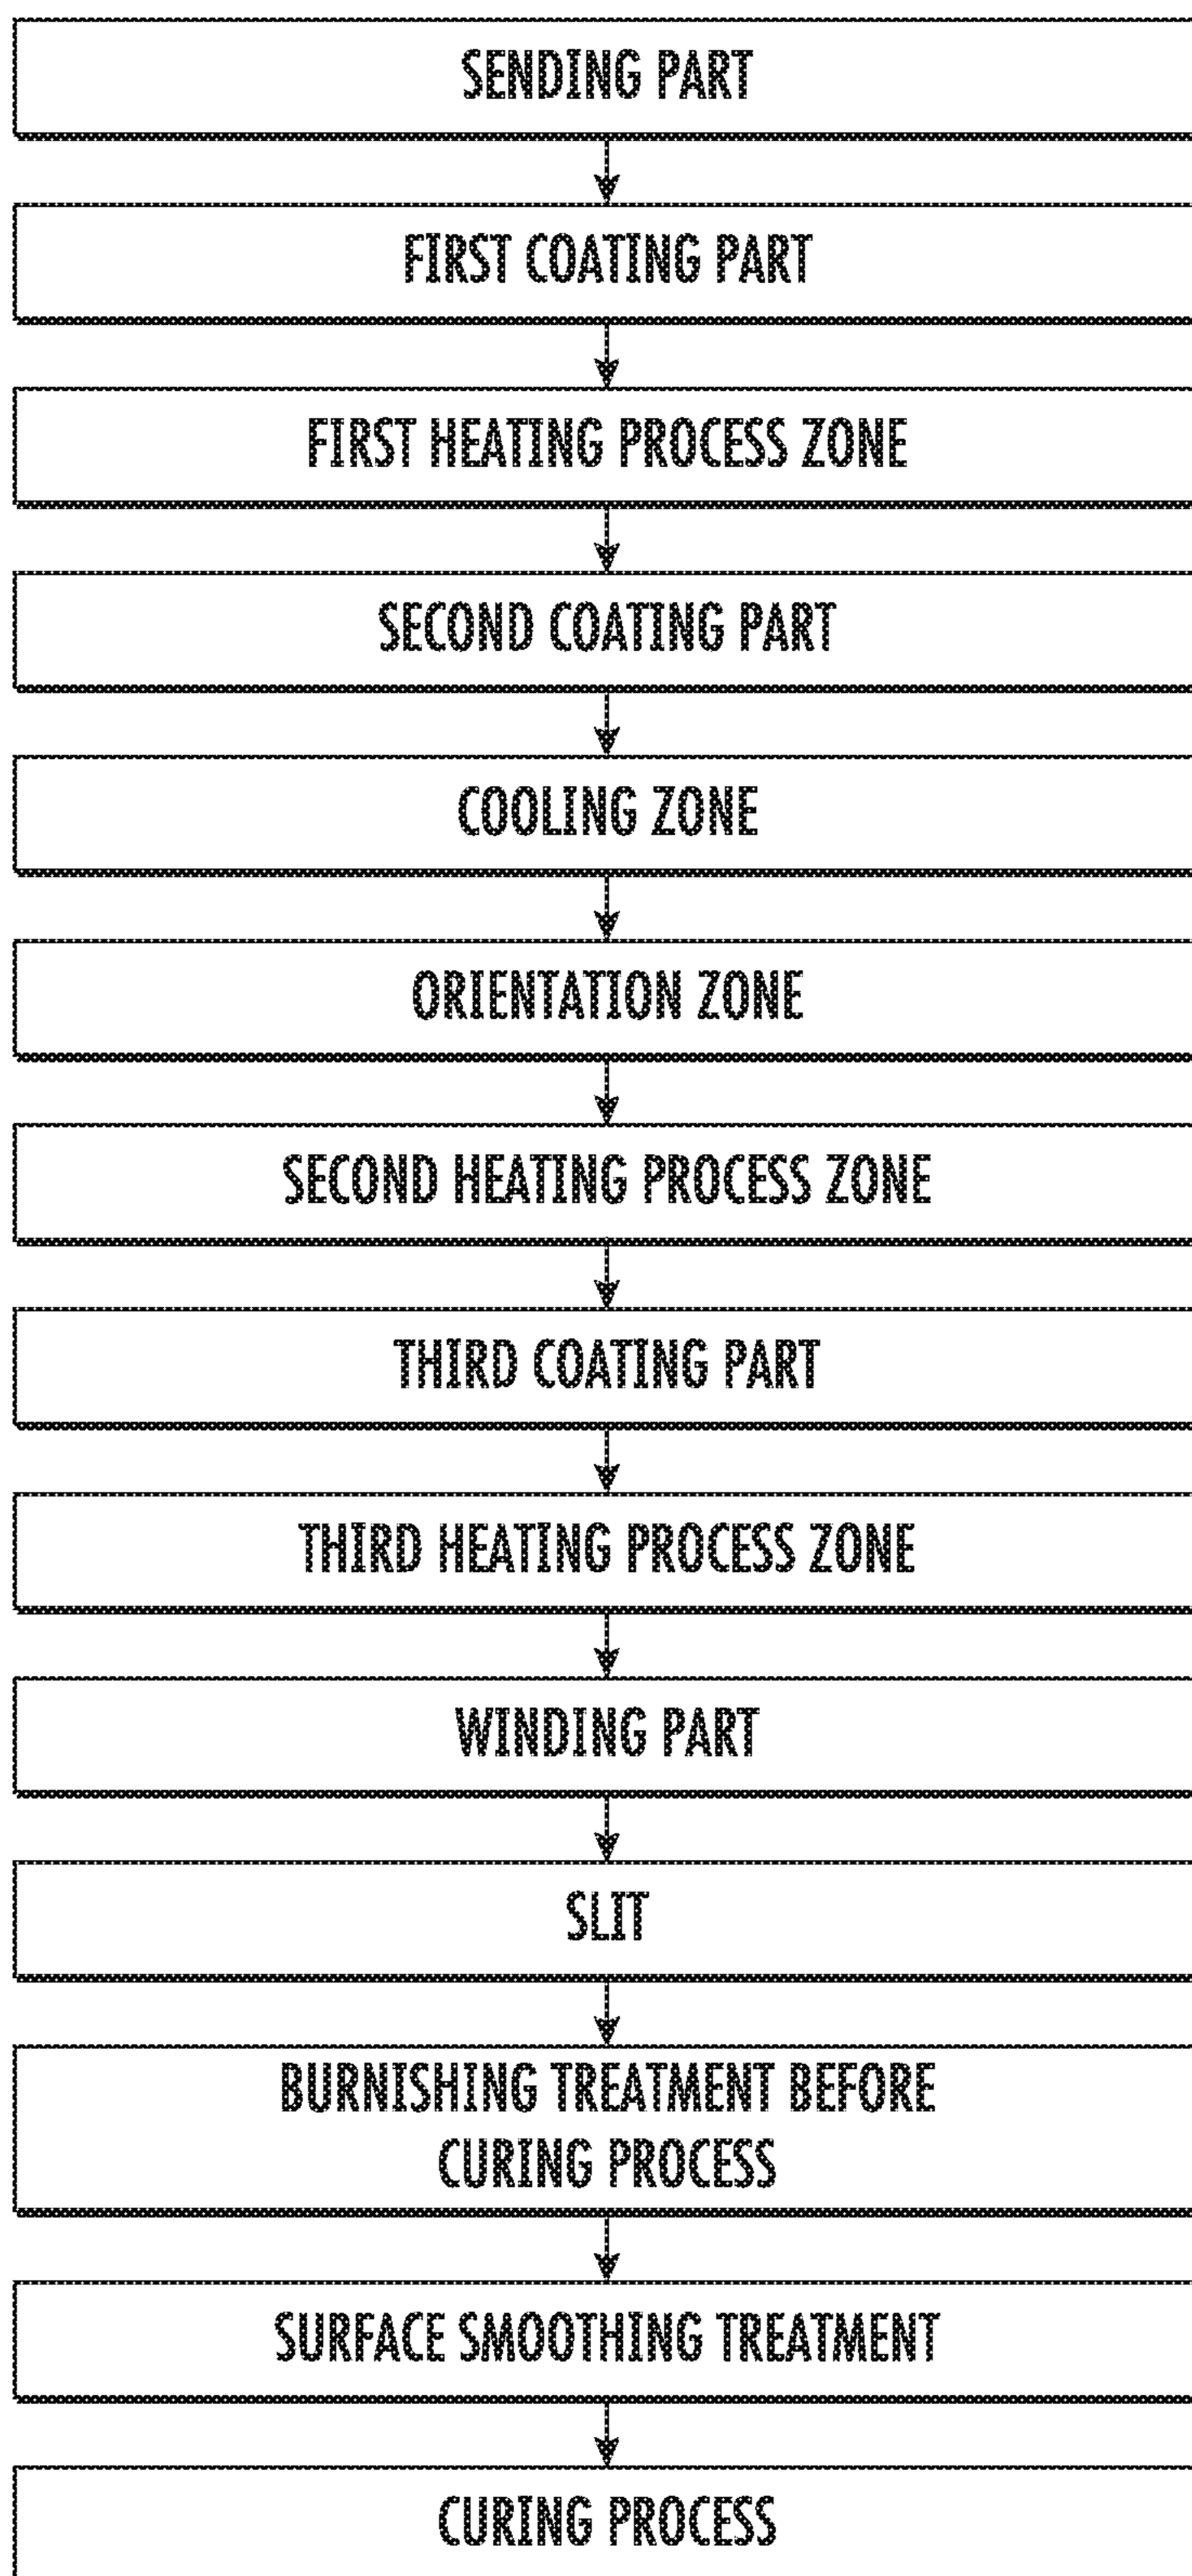 SENDING PART
FIRST COATING PART
FIRST HEATING PROCESS ZONE
SECOND COATING PART
COOLING ZONE
ORIENTATION ZONE
SECOND HEATING PROCESS ZONE
THIRD COATING PART
THIRD HEATING PROCESS ZONE
WINDING PART
SLIT
BURNISHING TREATMENT BEFORE
CURING PROCESS
SURFACE SMOOTHING TREATMENT
CURING PROCESS